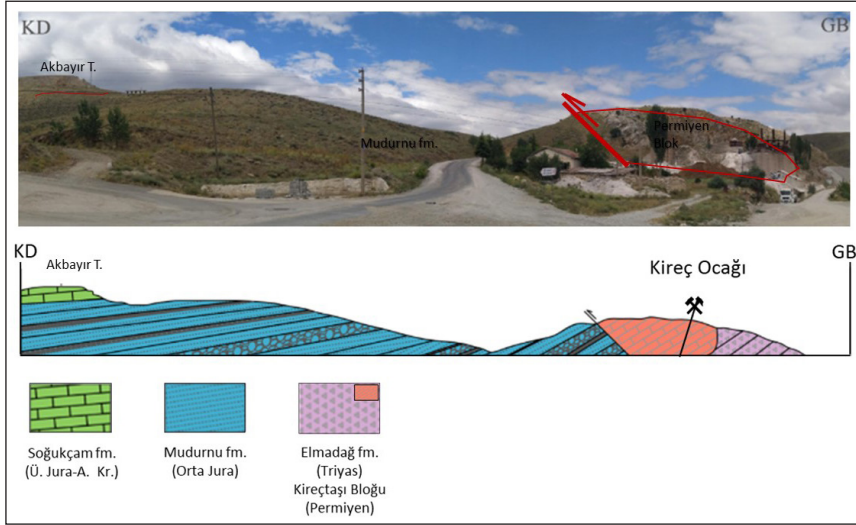 KD
GB
Akbayır T.
Mudurnu fm.
Permiyen
Blok
KD
GB
Akbayır T.
Kireç Ocağı
Soğukçam fm.
(Ü. Jura-A. Kr.)
Mudurnu fm.
(Orta Jura)
Elmadağ fm.
(Triyas)
Kireçtaşı Bloğu
(Permiyen)